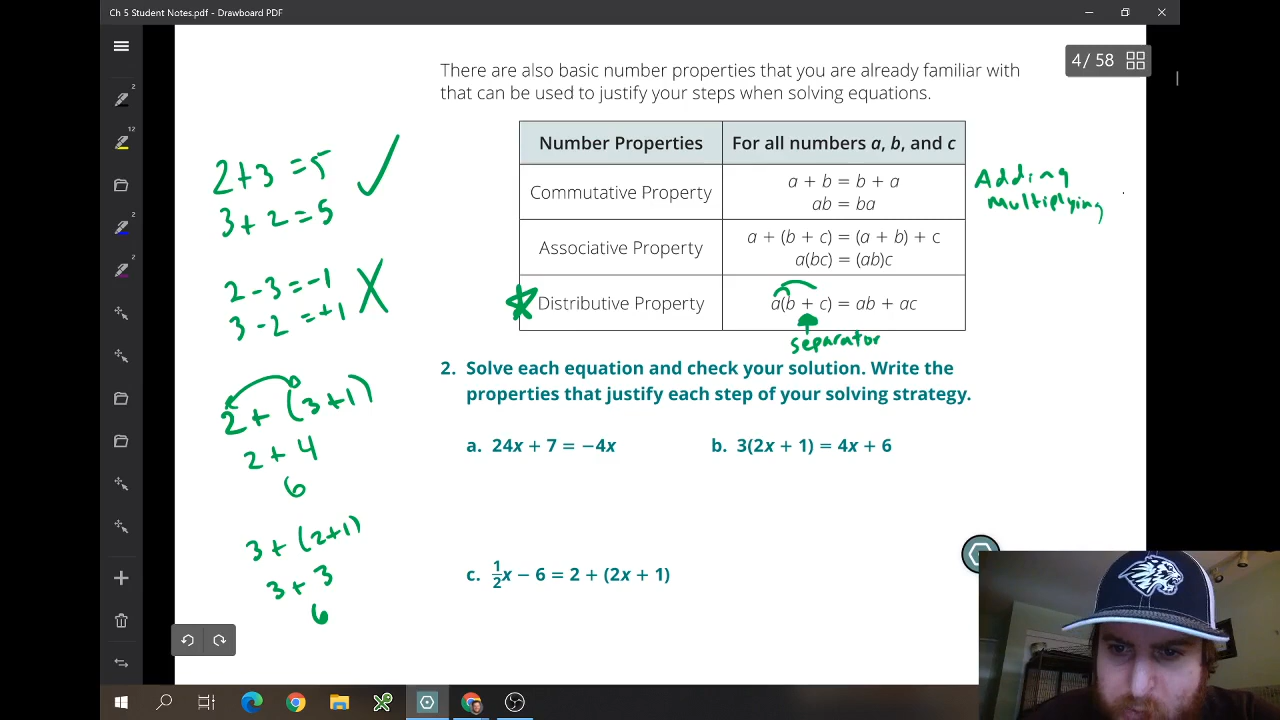 Ch 5 Student Notes.pdf - Drawboard PDF
4 / 58
There are also basic number properties that you are already familiar with
that can be used to justify your steps when solving equations.
Number Properties For all numbers a, b, and c
Commutative Property a + b = b + a
ab = ba
Associative Property a + (b + c) = (a + b) + c
a(bc) = (ab)c
Distributive Property a(b + c) = ab + ac
Adding
Multiplying
separator
2. Solve each equation and check your solution. Write the
properties that justify each step of your solving strategy.
a. 24x + 7 = −4x b. 3(2x + 1) = 4x + 6
c. 1/2x − 6 = 2 + (2x + 1)
2+3 = 5
3+2=5
2-3=-1
3-2=+1
2+(3+1)
2+4
6
3+(2+1)
3+3
6
2
12
2
2